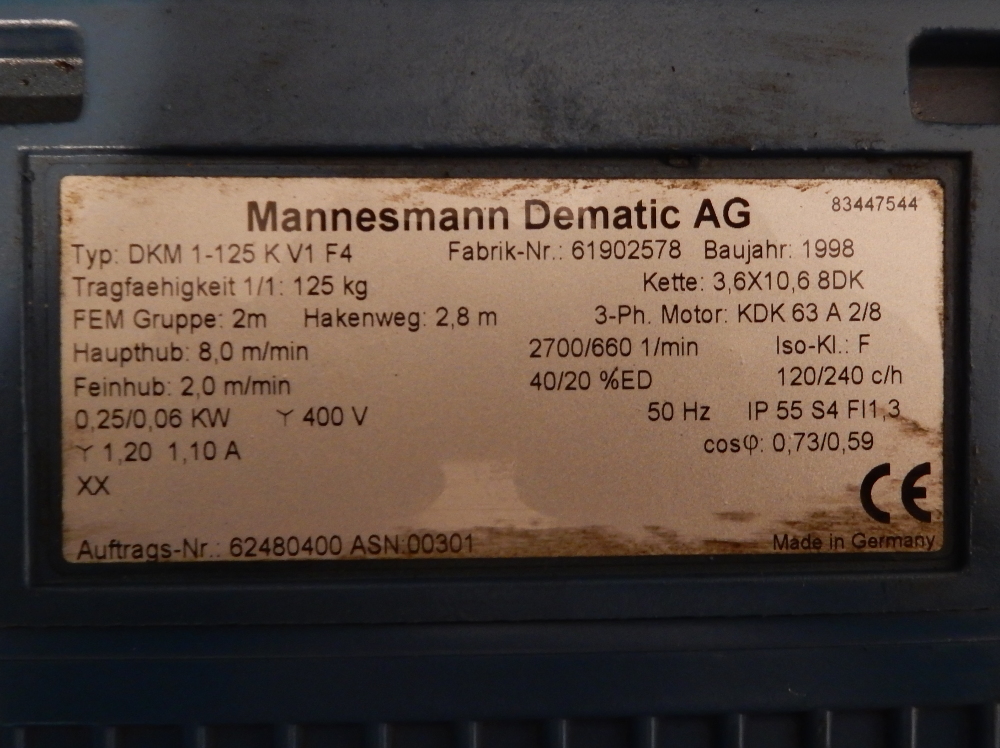 Mannesmann Dematic AG 83447544
Typ: DKM 1-125 K V1 F4 Fabrik-Nr.: 61902578 Baujahr: 1998
Tragfaehigkeit 1/1: 125 kg Kette: 3,6X10,6 8DK
FEM Gruppe: 2m Hakenweg: 2,8 m 3-Ph. Motor: KDK 63 A 2/8
Haupthub: 8,0 m/min 2700/660 1/min Iso-Kl.: F
Feinhub: 2,0 m/min 40/20 %ED 120/240 c/h
0,25/0,06 KW Y 400 V 50 Hz IP 55 S4 FI1,3
Y 1,20 1,10 A cosφ: 0,73/0,59
XX
CE
Auftrags-Nr.: 62480400 ASN:00301 Made in Germany